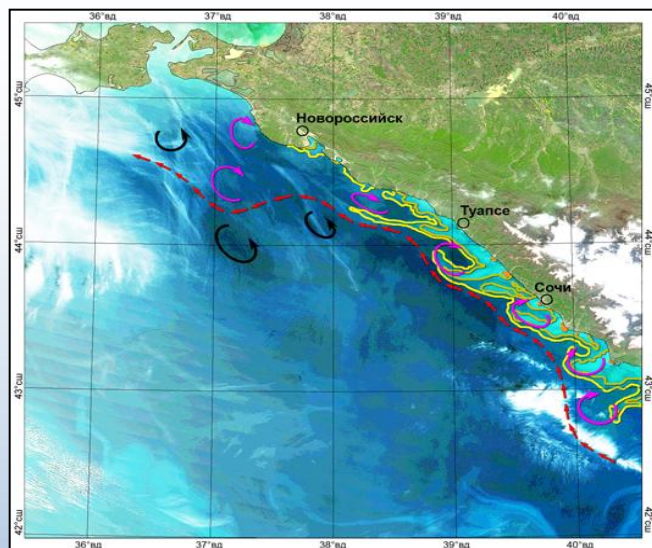 36°вд 37°вд 38°вд 39°вд 40°вд
45°сш 45°сш
Новороссийск
Туапсе
44°сш 44°сш
Сочи
43°сш 43°сш
42°сш 42°сш
36°вд 37°вд 38°вд 39°вд 40°вд